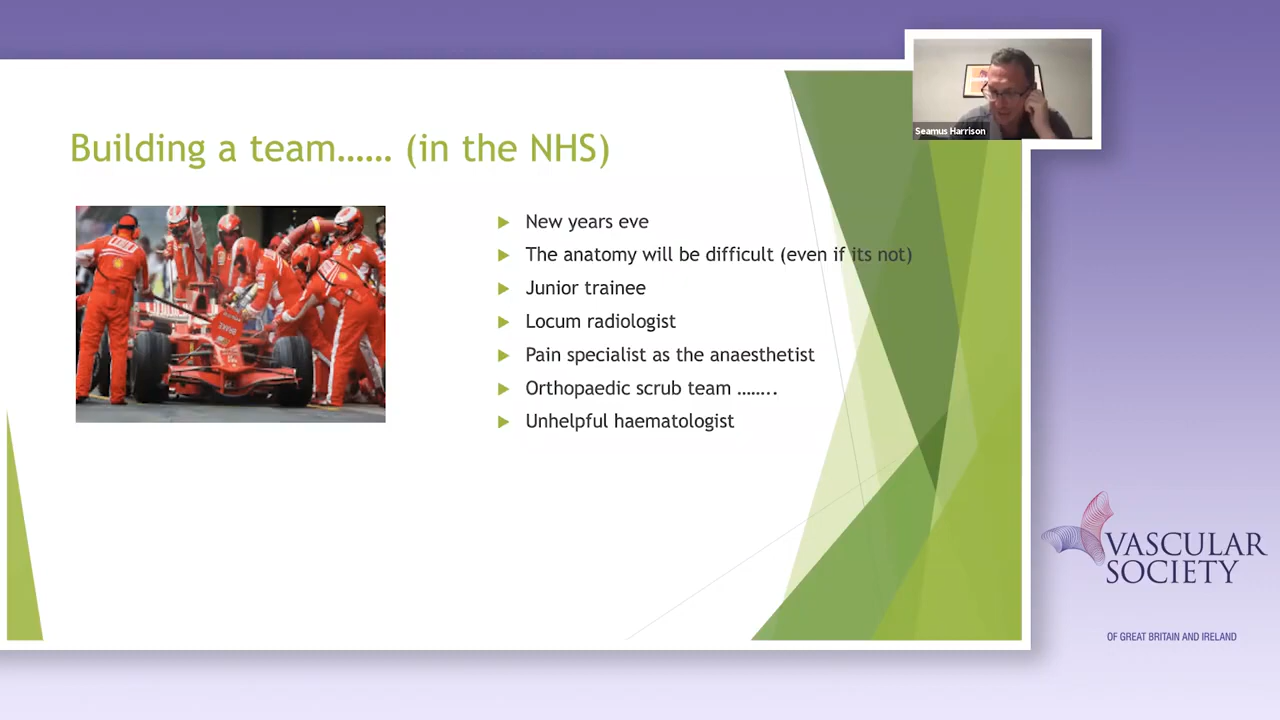 Seamus Harrison
Building a team…… (in the NHS)
New years eve
The anatomy will be difficult (even if its not)
Junior trainee
Locum radiologist
Pain specialist as the anaesthetist
Orthopaedic scrub team ……..
Unhelpful haematologist
VASCULAR
SOCIETY
OF GREAT BRITAIN AND IRELAND